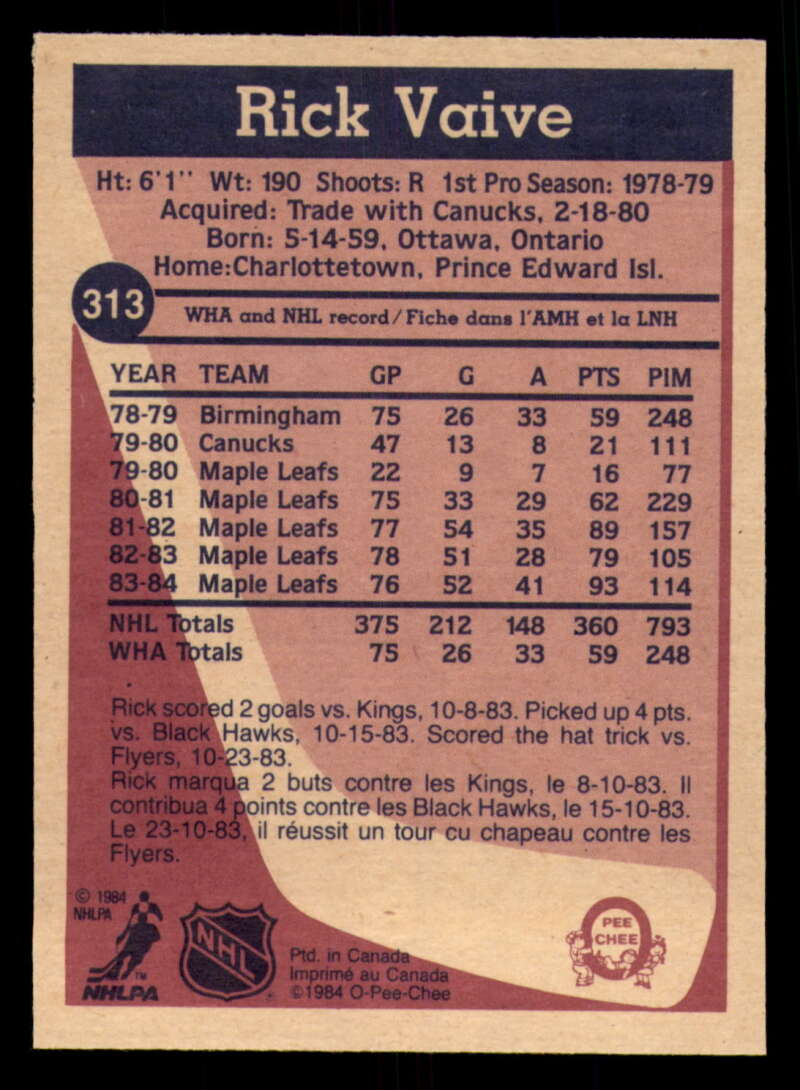 Rick Vaive
Ht: 6'1'' Wt: 190 Shoots: R 1st Pro Season: 1978-79
Acquired: Trade with Canucks, 2-18-80
Born: 5-14-59, Ottawa, Ontario
Home:Charlottetown, Prince Edward Isl.
313
WHA and NHL record/Fiche dans l'AMH et la LNH
YEAR TEAM GP G A PTS PIM
78-79 Birmingham 75 26 33 59 248
79-80 Canucks 47 13 8 21 111
79-80 Maple Leafs 22 9 7 16 77
80-81 Maple Leafs 75 33 29 62 229
81-82 Maple Leafs 77 54 35 89 157
82-83 Maple Leafs 78 51 28 79 105
83-84 Maple Leafs 76 52 41 93 114
NHL Totals 375 212 148 360 793
WHA Totals 75 26 33 59 248
Rick scored 2 goals vs. Kings, 10-8-83. Picked up 4 pts.
vs. Black Hawks, 10-15-83. Scored the hat trick vs.
Flyers, 10-23-83.
Rick marqua 2 buts contre les Kings, le 8-10-83. Il
contribua 4 points contre les Black Hawks, le 15-10-83.
Le 23-10-83, il réussit un tour cu chapeau contre les
Flyers.
© 1984
NHLPA
TM
NHLPA
NHL
Ptd. in Canada
Imprimé au Canada
©1984 O-Pee-Chee
PEE
CHEE